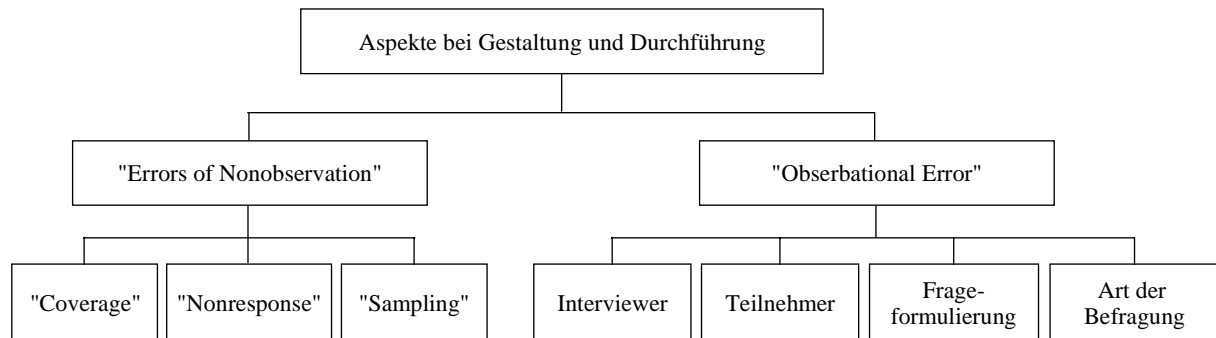 Aspekte bei Gestaltung und Durchführung
"Errors of Nonobservation"
"Obserbational Error"
"Coverage"
"Nonresponse"
"Sampling"
Interviewer
Teilnehmer
Frage-
formulierung
Art der
Befragung